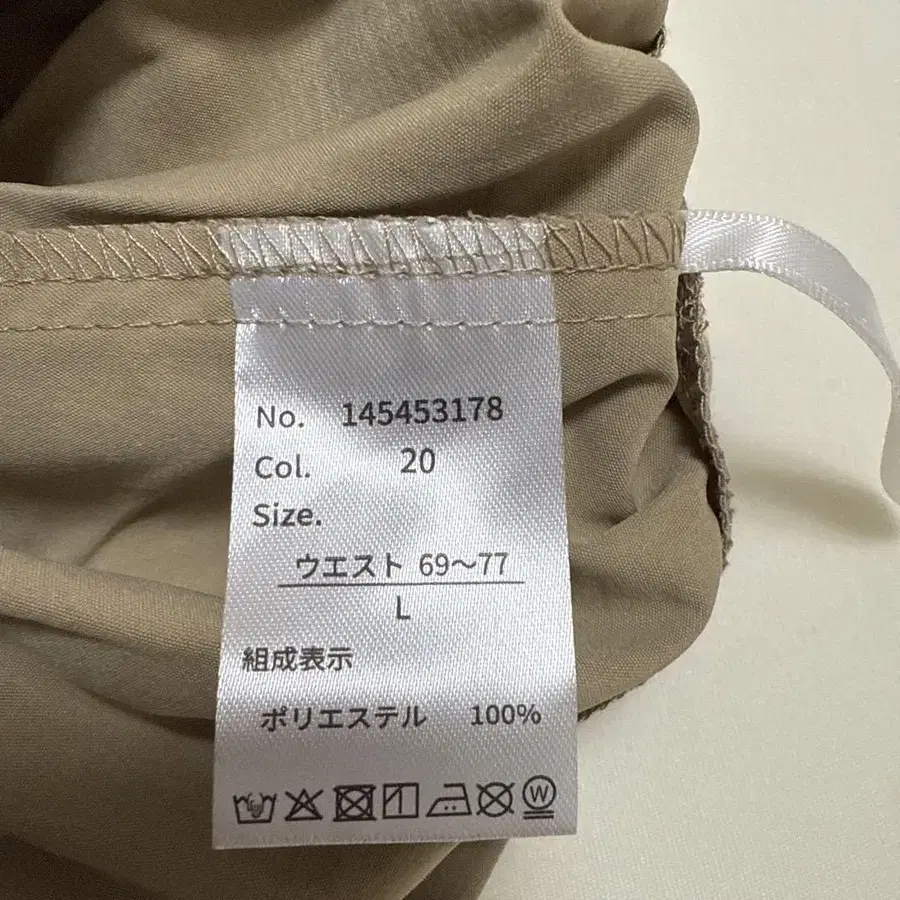 No. 145453178
Col. 20
Size.
ウエスト 69～77
L
組成表示
ポリエステル 100%
W